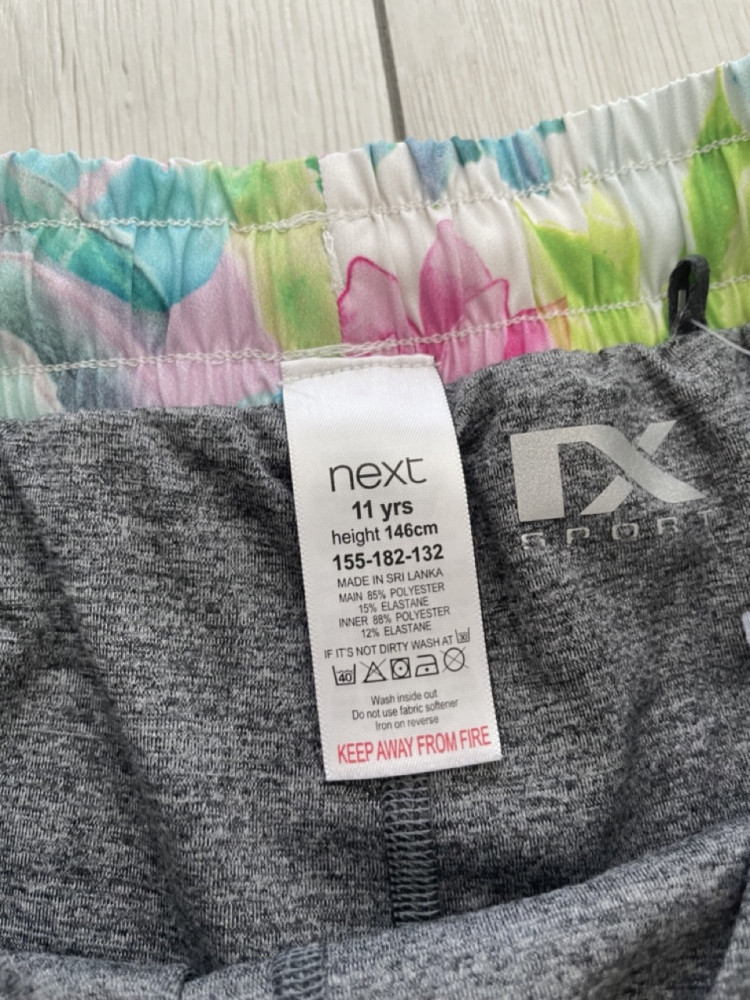 next
11 yrs
height 146cm
155-182-132
MADE IN SRI LANKA
MAIN 85% POLYESTER
15% ELASTANE
INNER 88% POLYESTER
12% ELASTANE
IF IT'S NOT DIRTY WASH AT 30
40
Wash inside out
Do not use fabric softener
Iron on reverse
KEEP AWAY FROM FIRE
NX
SPORT